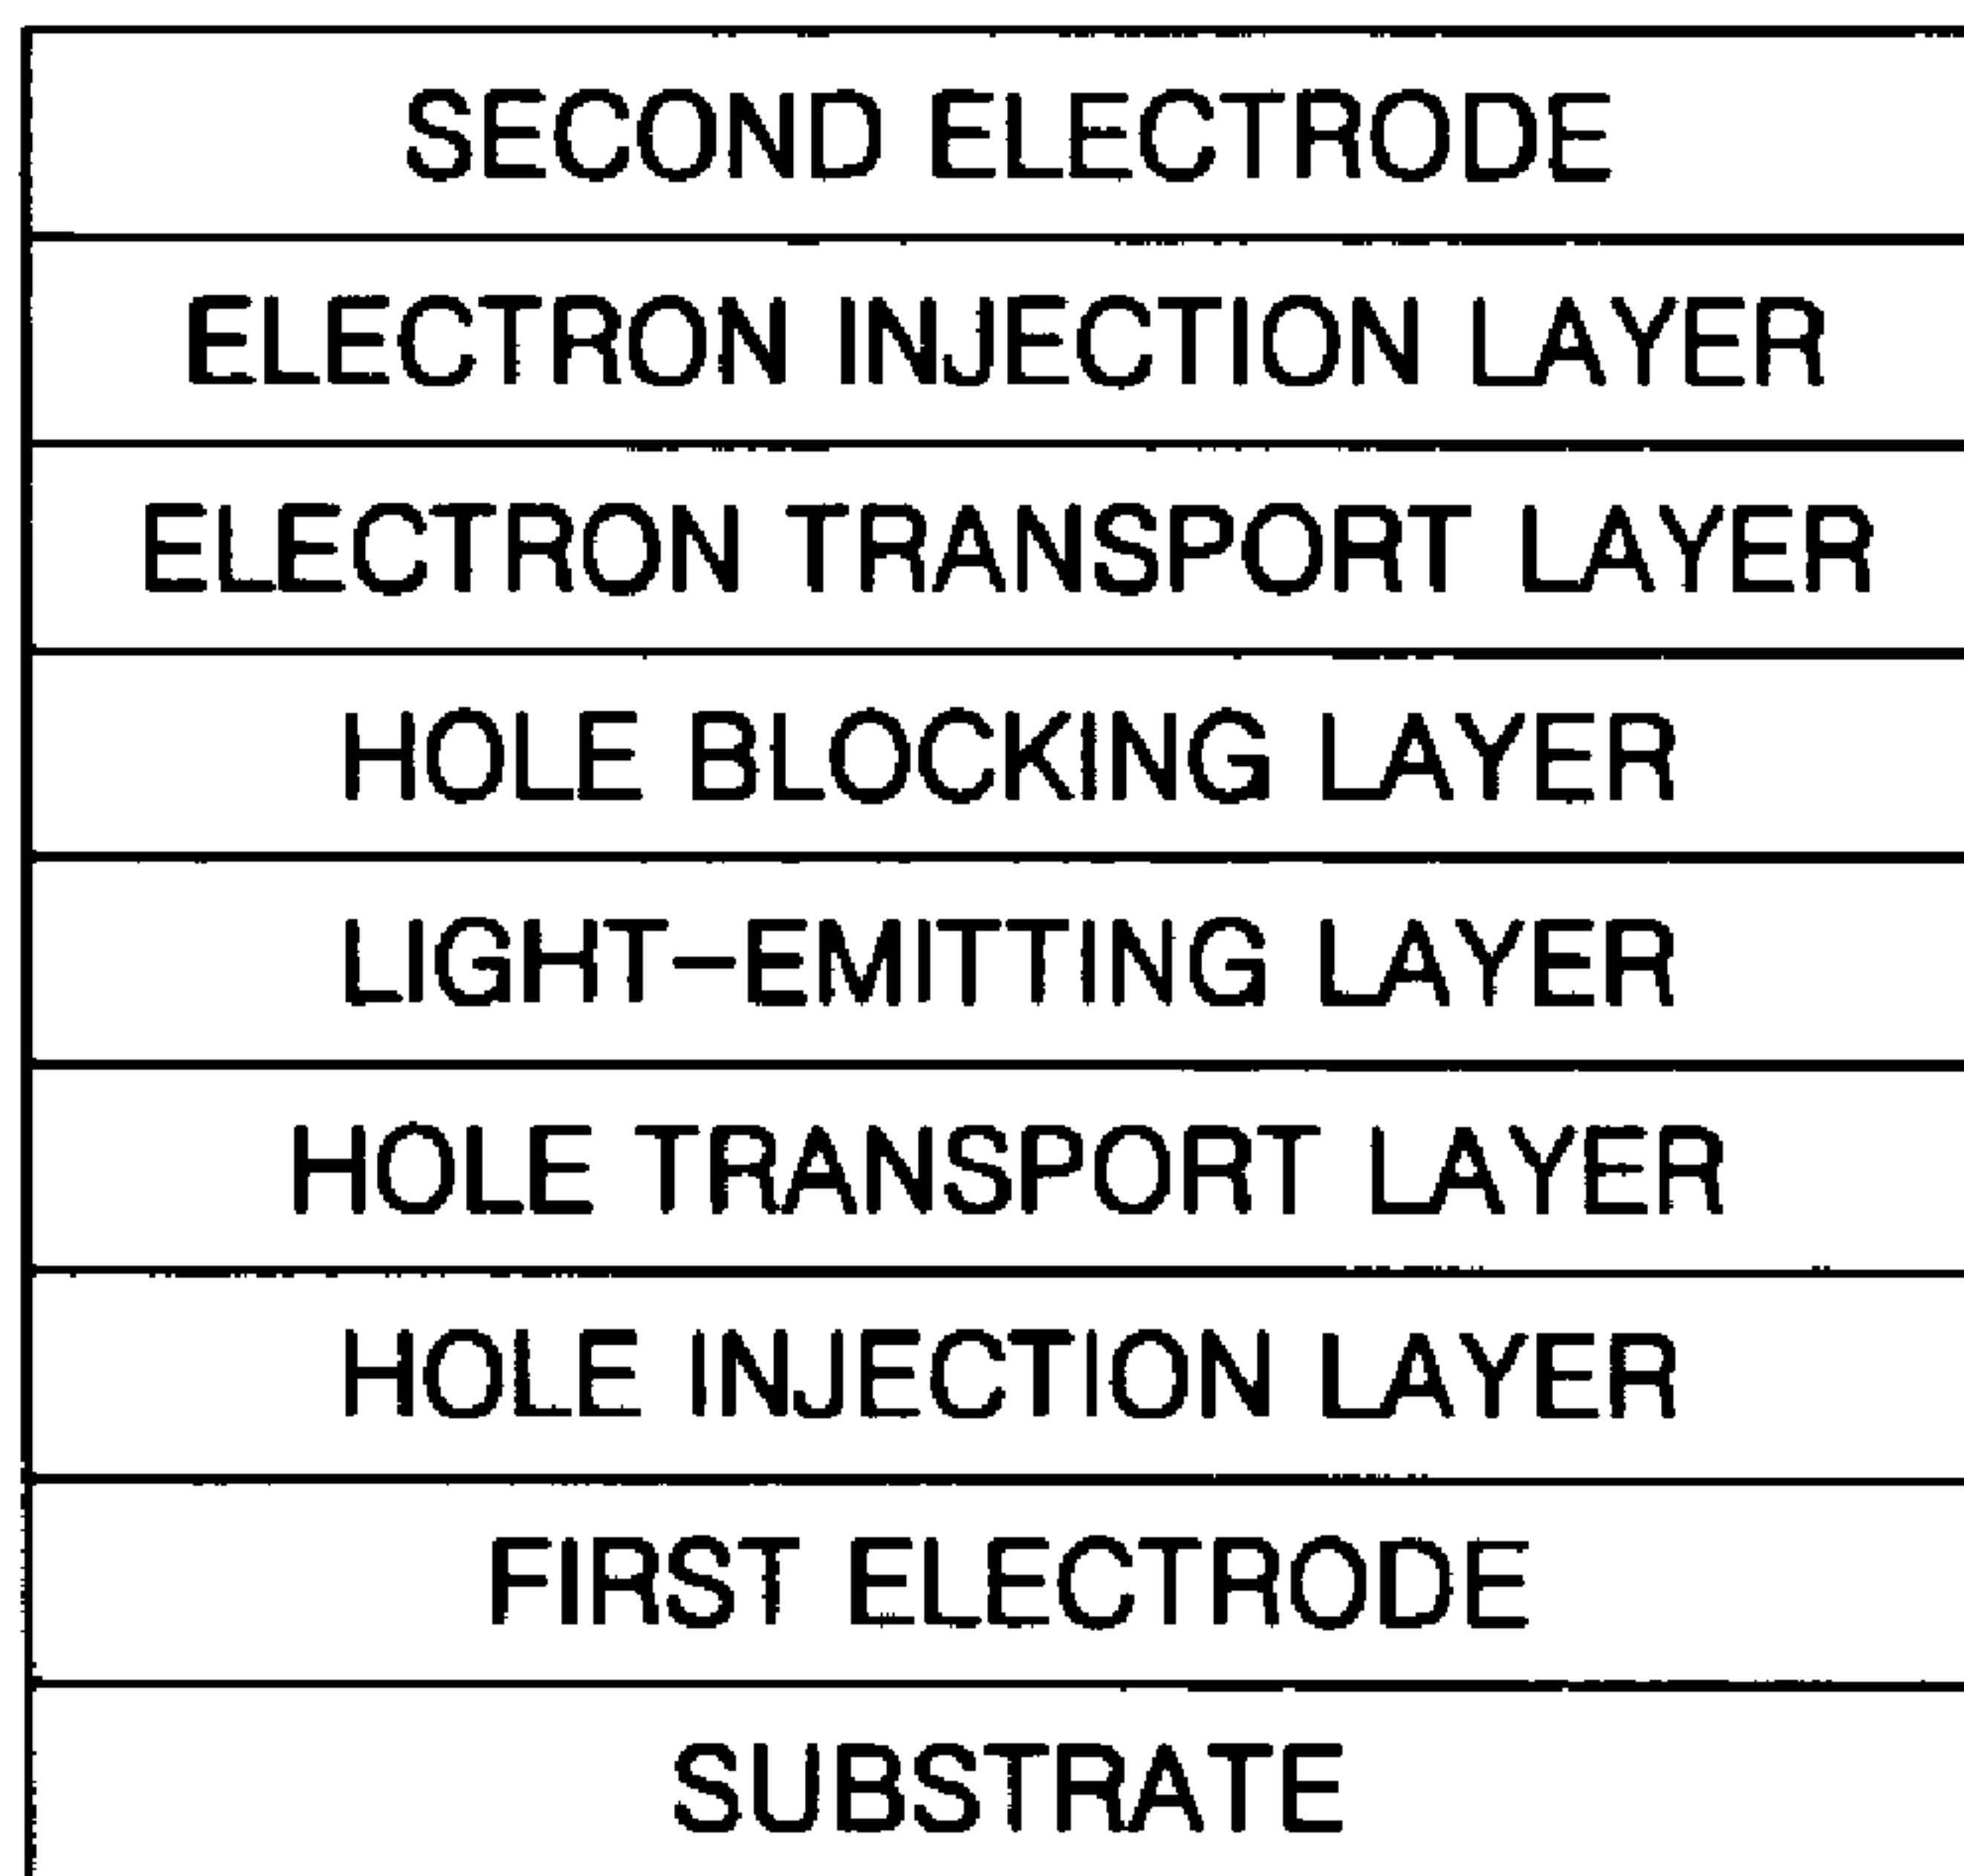 SECOND ELECTRODE
ELECTRON INJECTION LAYER
ELECTRON TRANSPORT LAYER
HOLE BLOCKING LAYER
LIGHT-EMITTING LAYER
HOLE TRANSPORT LAYER
HOLE INJECTION LAYER
FIRST ELECTRODE
SUBSTRATE